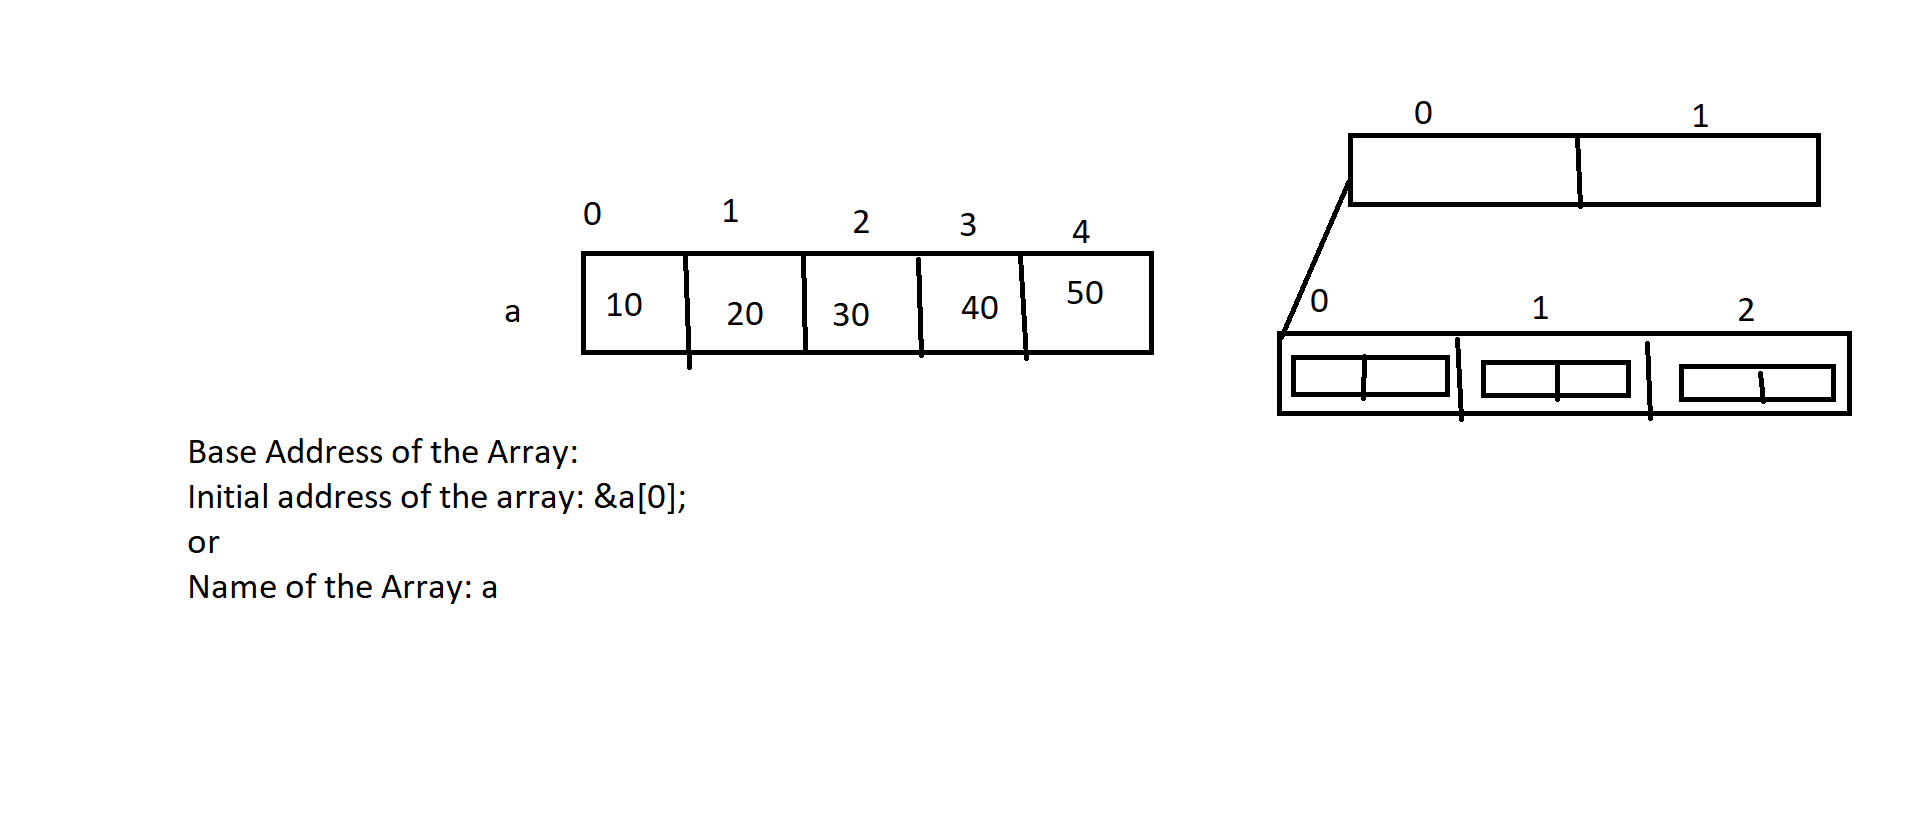 0 1
0 1 2 3 4
a 10 20 30 40 50
0 1 2
Base Address of the Array:
Initial address of the array: &a[0];
or
Name of the Array: a